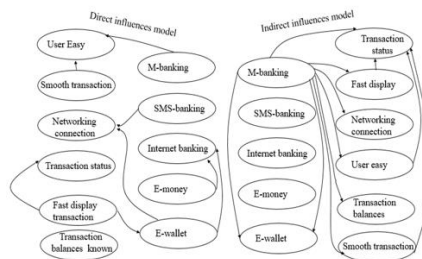 Direct influences model
User Easy
M-banking
Smooth transaction
SMS-banking
Networking
connection
Internet banking
Transaction status
E-money
Fast display
transaction
E-wallet
Transaction
balances known
Indirect influences model
Transaction
status
M-banking
Fast display
SMS-banking
Networking
connection
Internet banking
User easy
E-money
Transaction
balances
E-wallet
Smooth transaction